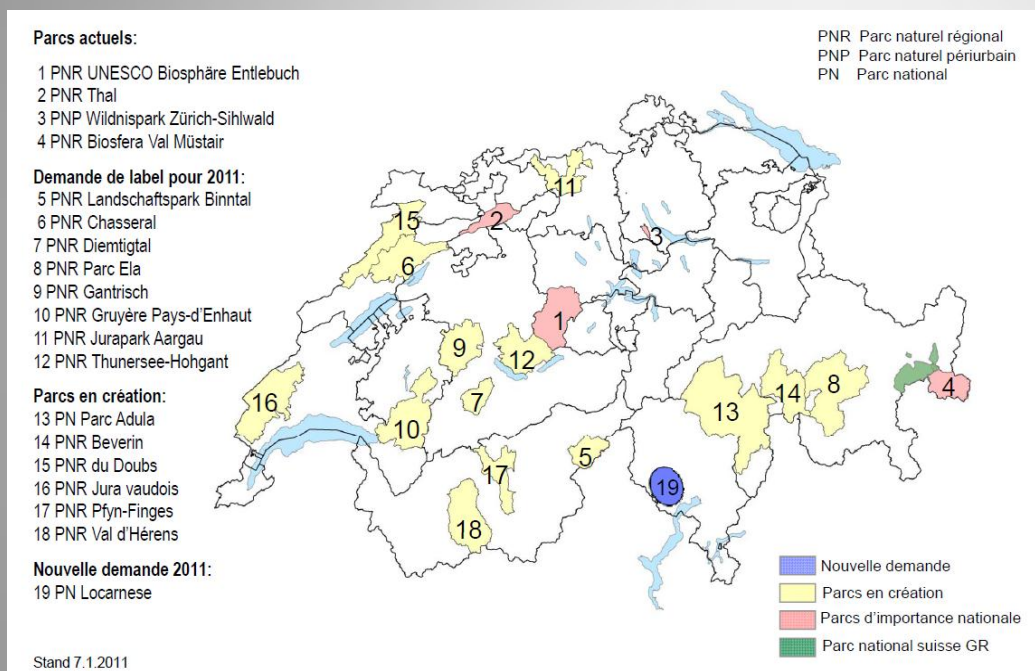 Parcs actuels:
1 PNR UNESCO Biosphäre Entlebuch
2 PNR Thal
3 PNP Wildnispark Zürich-Sihlwald
4 PNR Biosfera Val Müstair
Demande de label pour 2011:
5 PNR Landschaftspark Binntal
6 PNR Chasseral
7 PNR Diemtigtal
8 PNR Parc Ela
9 PNR Gantrisch
10 PNR Gruyère Pays-d'Enhaut
11 PNR Jurapark Aargau
12 PNR Thunersee-Hohgant
Parcs en création:
13 PN Parc Adula
14 PNR Beverin
15 PNR du Doubs
16 PNR Jura vaudois
17 PNR Pfyn-Finges
18 PNR Val d'Hérens
Nouvelle demande 2011:
19 PN Locarnese
Stand 7.1.2011
PNR Parc naturel régional
PNP Parc naturel périurbain
PN Parc national
11
15
2
3
6
1
9
12
16
7
10
13
14
8
4
5
17
19
18
Nouvelle demande
Parcs en création
Parcs d'importance nationale
Parc national suisse GR